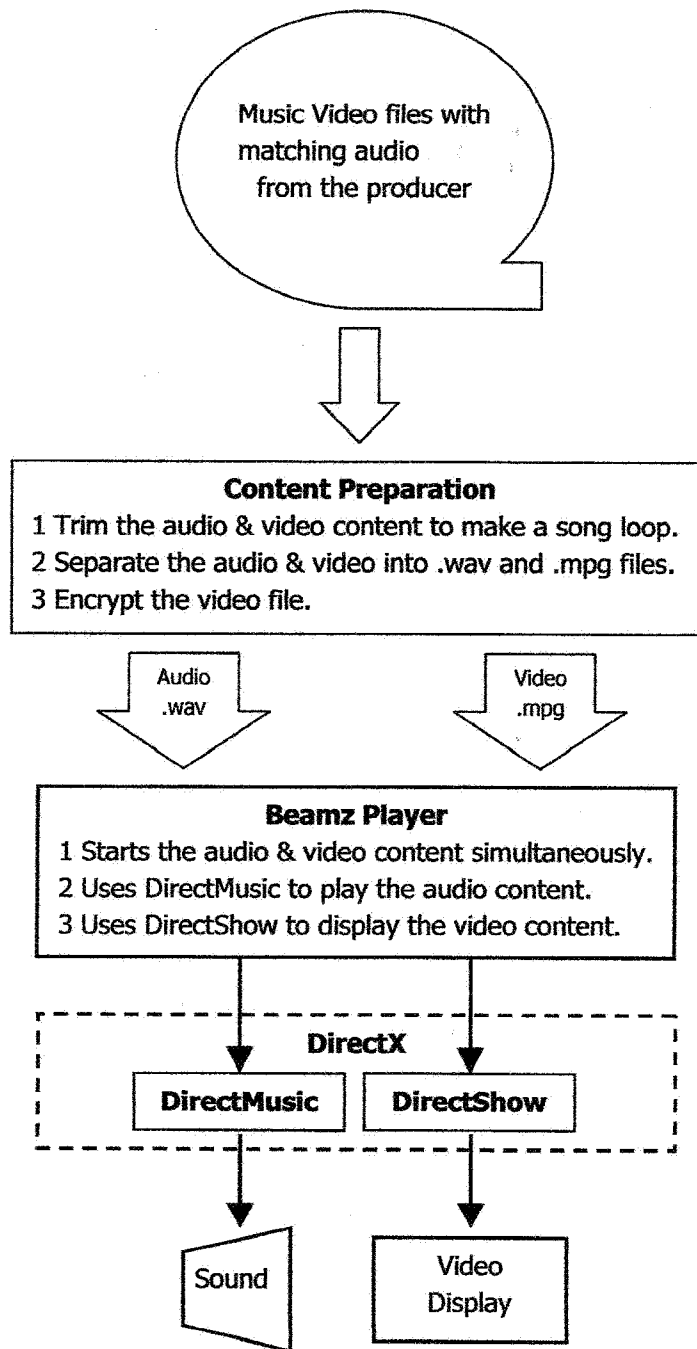 Music Video files with
matching audio
from the producer
Content Preparation
1 Trim the audio & video content to make a song loop.
2 Separate the audio & video into .wav and .mpg files.
3 Encrypt the video file.
Audio
.wav
Video
.mpg
Beamz Player
1 Starts the audio & video content simultaneously.
2 Uses DirectMusic to play the audio content.
3 Uses DirectShow to display the video content.
DirectX
DirectMusic
DirectShow
Sound
Video
Display